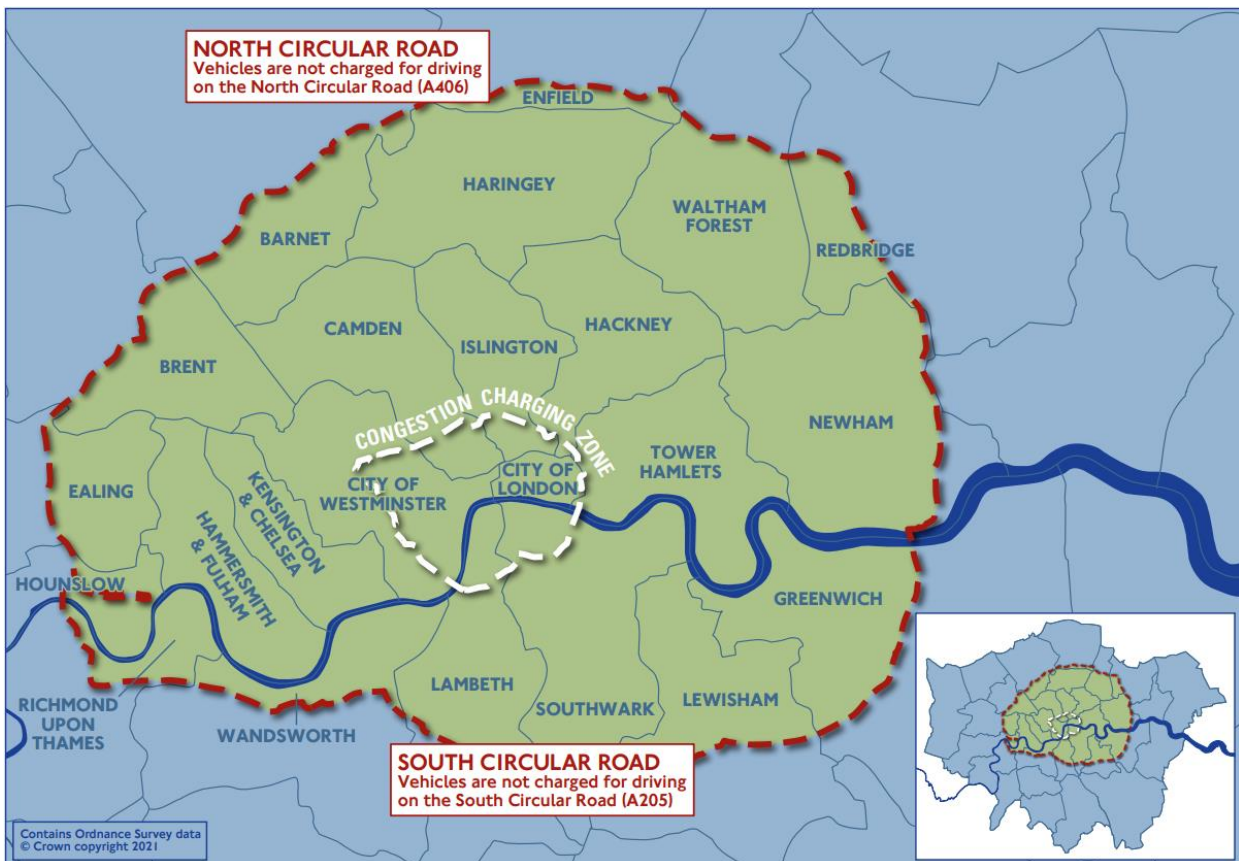 NORTH CIRCULAR ROAD
Vehicles are not charged for driving
on the North Circular Road (A406)
ENFIELD
HARINGEY
WALTHAM
FOREST
BARNET
REDBRIDGE
CAMDEN
HACKNEY
ISLINGTON
BRENT
CONGESTION CHARGING ZONE
NEWHAM
TOWER
HAMLETS
CITY OF
LONDON
CITY OF
WESTMINSTER
EALING
KENSINGTON
& CHELSEA
HAMMERSMITH
& FULHAM
HOUNSLOW
GREENWICH
LAMBETH
SOUTHWARK
LEWISHAM
RICHMOND
UPON
THAMES
WANDSWORTH
SOUTH CIRCULAR ROAD
Vehicles are not charged for driving
on the South Circular Road (A205)
Contains Ordnance Survey data
© Crown copyright 2021